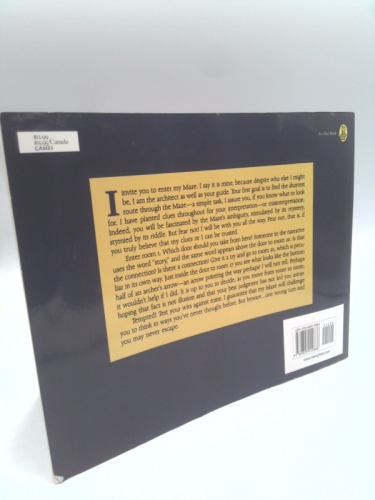 $11.95
$15.95/Canada
GAMES
An Owl Book
I invite you to enter my Maze. I say it is mine, because despite who else I might
be, I am the architect as well as your guide. Your first goal is to find the shortest
route through the Maze—a simple task, I assure you, if you know what to look
for. I have planted clues throughout for your interpretation—or misinterpretation.
Indeed, you will be fascinated by the Maze's ambiguity, stimulated by its mystery,
stymied by its riddle. But fear not! I will be with you all the way. Fear not, that is, if
you truly believe that my clues or I can be trusted.
Enter room 1. Which door should you take from here? Someone in the narrative
uses the word "story," and the same word appears above the door to room 20. Is that
the connection? Is there a connection? Give it a try and go to room 21, which is pecu-
liar in its own way. Just inside the door to room 17 you see what looks like the bottom
half of an archer's arrow—an arrow pointing the way perhaps? I will not tell. Perhaps
it wouldn't help if I did. It is up to you to decide, as you move from room to room,
hoping that fact is not illusion and that your best judgment has not led you astray.
Tempted? Test your wits against mine. I guarantee that my Maze will challenge
you to think in ways you've never thought before. But beware...one wrong turn and
you may never escape.